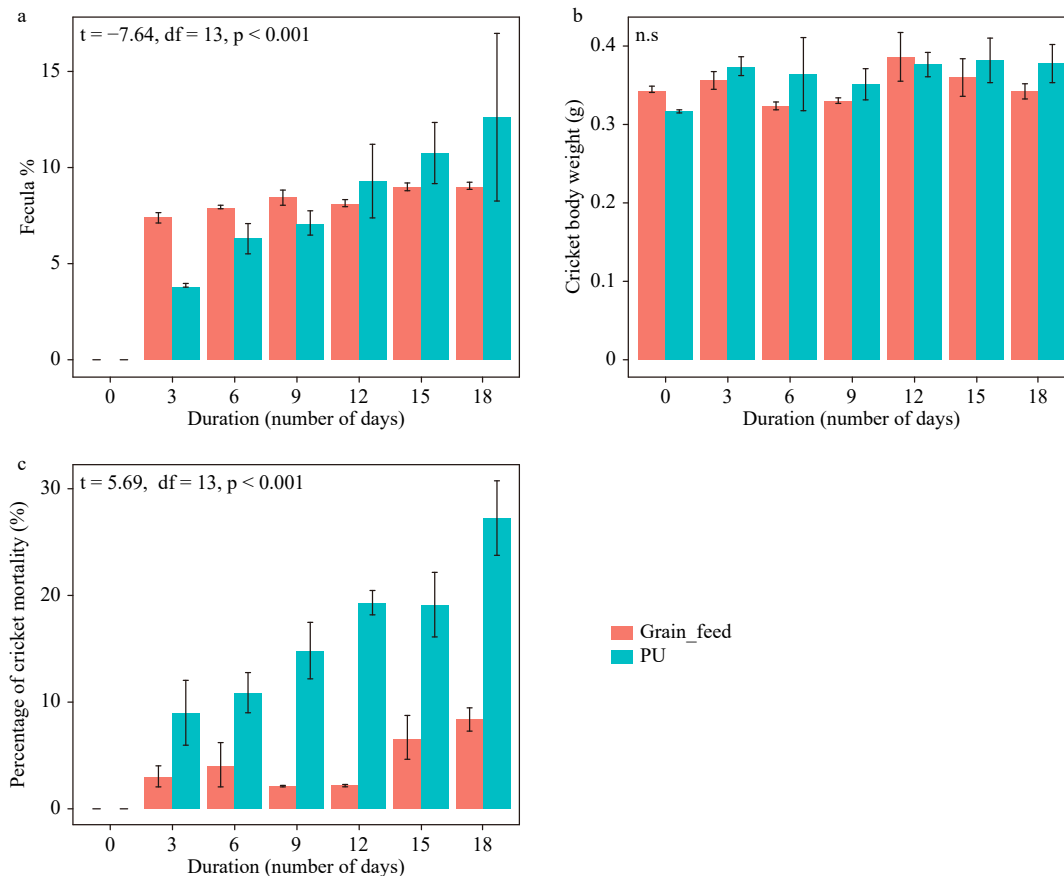 a
t = −7.64, df = 13, p < 0.001
15
10
5
0
Fecula %
0 3 6 9 12 15 18
Duration (number of days)
b
n.s
0.4
0.3
0.2
0.1
0
Cricket body weight (g)
0 3 6 9 12 15 18
Duration (number of days)
c
t = 5.69, df = 13, p < 0.001
30
20
10
0
Percentage of cricket mortality (%)
0 3 6 9 12 15 18
Duration (number of days)
Grain_feed
PU